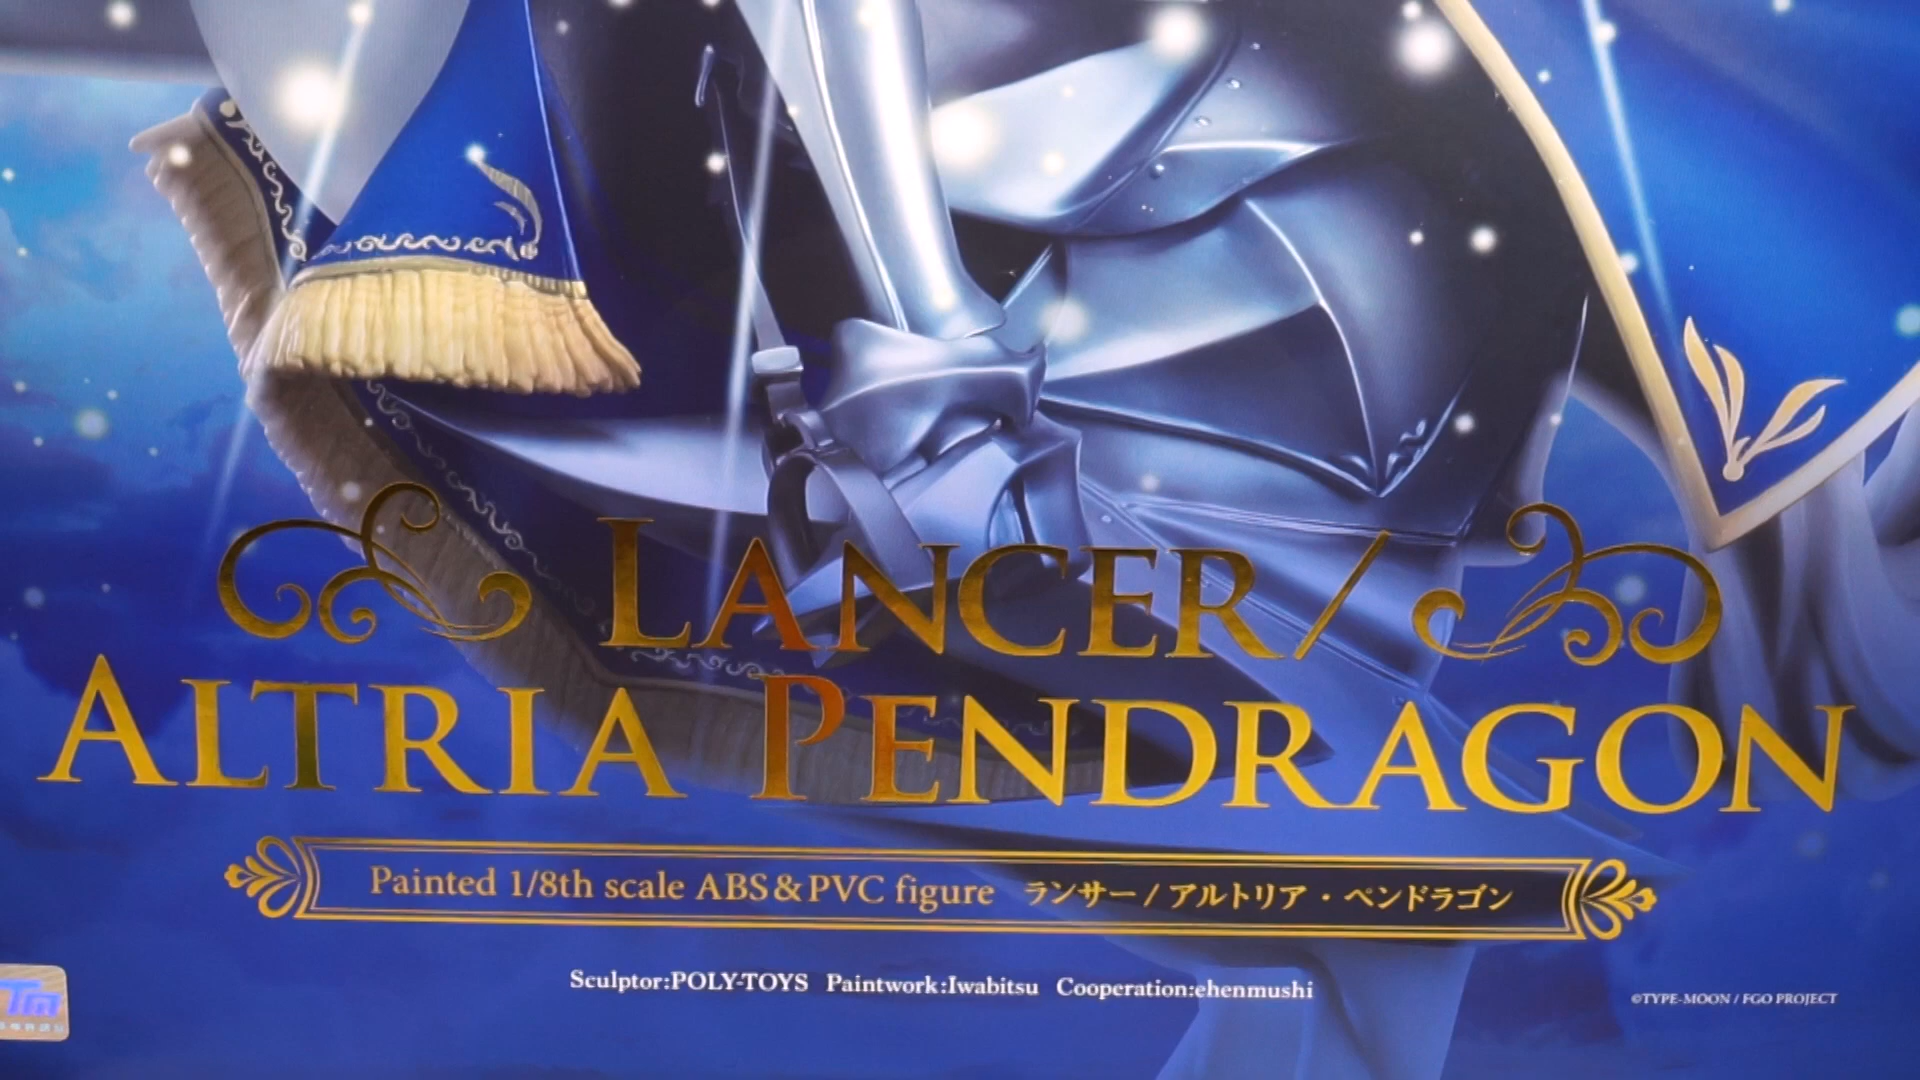 LANCER/
ALTRIA PENDRAGON
Painted 1/8th scale ABS&PVC figure ランサー/アルトリア・ペンドラゴン
Sculptor:POLY-TOYS Paintwork:Iwabitsu Cooperation:ehenmushi
©TYPE-MOON / FGO PROJECT